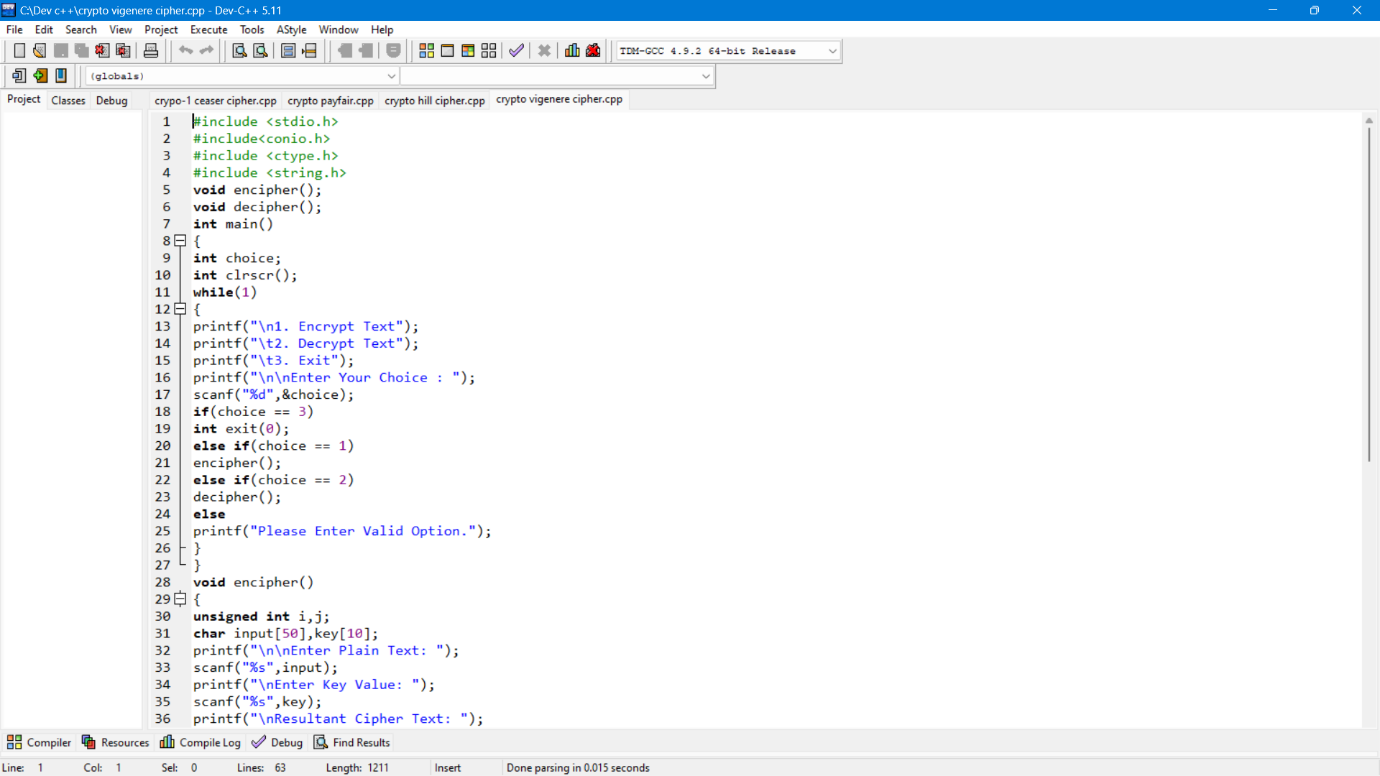 C:\Dev c++\crypto vigenere cipher.cpp - Dev-C++ 5.11
File Edit Search View Project Execute Tools AStyle Window Help
TDM-GCC 4.9.2 64-bit Release
(globals)
Project Classes Debug crypo-1 ceaser cipher.cpp crypto payfair.cpp crypto hill cipher.cpp crypto vigenere cipher.cpp
1 #include <stdio.h>
2 #include<conio.h>
3 #include <ctype.h>
4 #include <string.h>
5 void encipher();
6 void decipher();
7 int main()
8 {
9 int choice;
10 int clrscr();
11 while(1)
12 {
13 printf("\n1. Encrypt Text");
14 printf("\t2. Decrypt Text");
15 printf("\t3. Exit");
16 printf("\n\nEnter Your Choice : ");
17 scanf("%d",&choice);
18 if(choice == 3)
19 int exit(0);
20 else if(choice == 1)
21 encipher();
22 else if(choice == 2)
23 decipher();
24 else
25 printf("Please Enter Valid Option.");
26 }
27 }
28 void encipher()
29 {
30 unsigned int i,j;
31 char input[50],key[10];
32 printf("\n\nEnter Plain Text: ");
33 scanf("%s",input);
34 printf("\nEnter Key Value: ");
35 scanf("%s",key);
36 printf("\nResultant Cipher Text: ");
Compiler Resources Compile Log Debug Find Results
Line: 1 Col: 1 Sel: 0 Lines: 63 Length: 1211 Insert Done parsing in 0.015 seconds